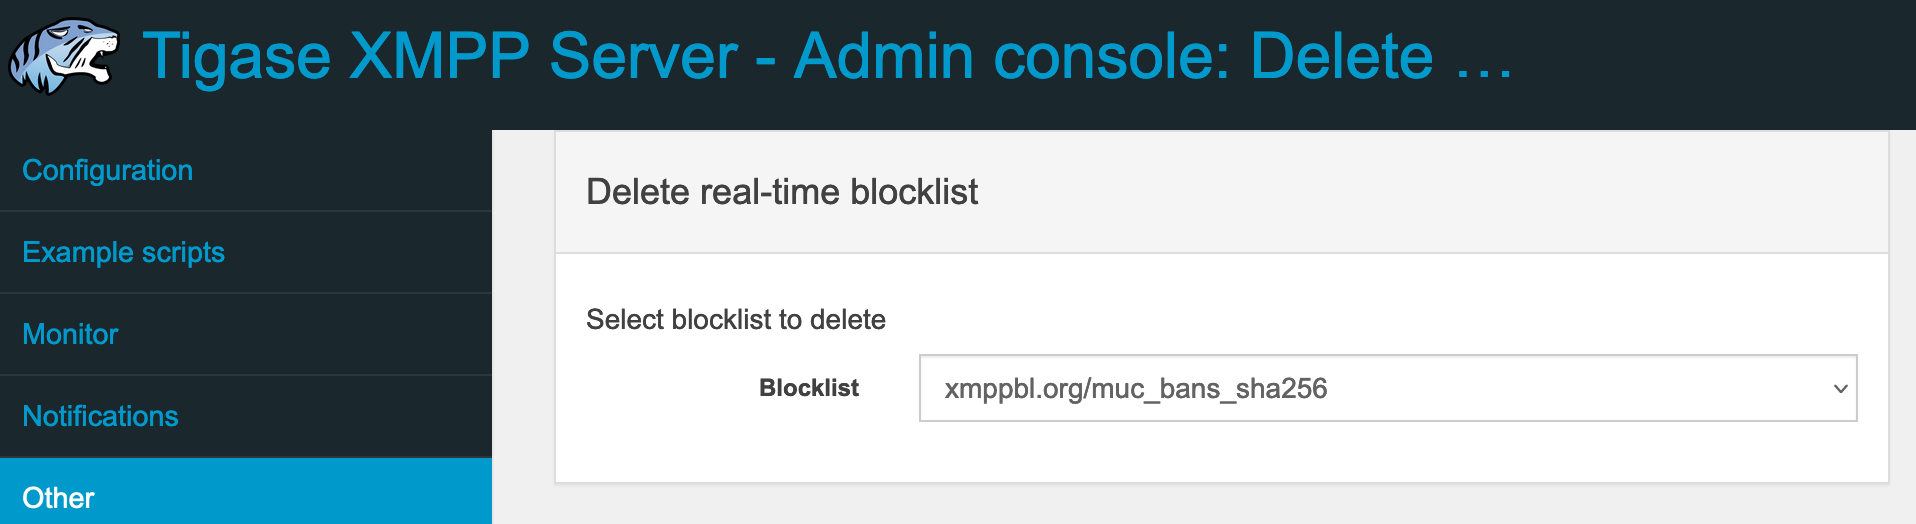 Tigase XMPP Server - Admin console: Delete …
Configuration
Example scripts
Monitor
Notifications
Other
Delete real-time blocklist
Select blocklist to delete
Blocklist
xmppbl.org/muc_bans_sha256